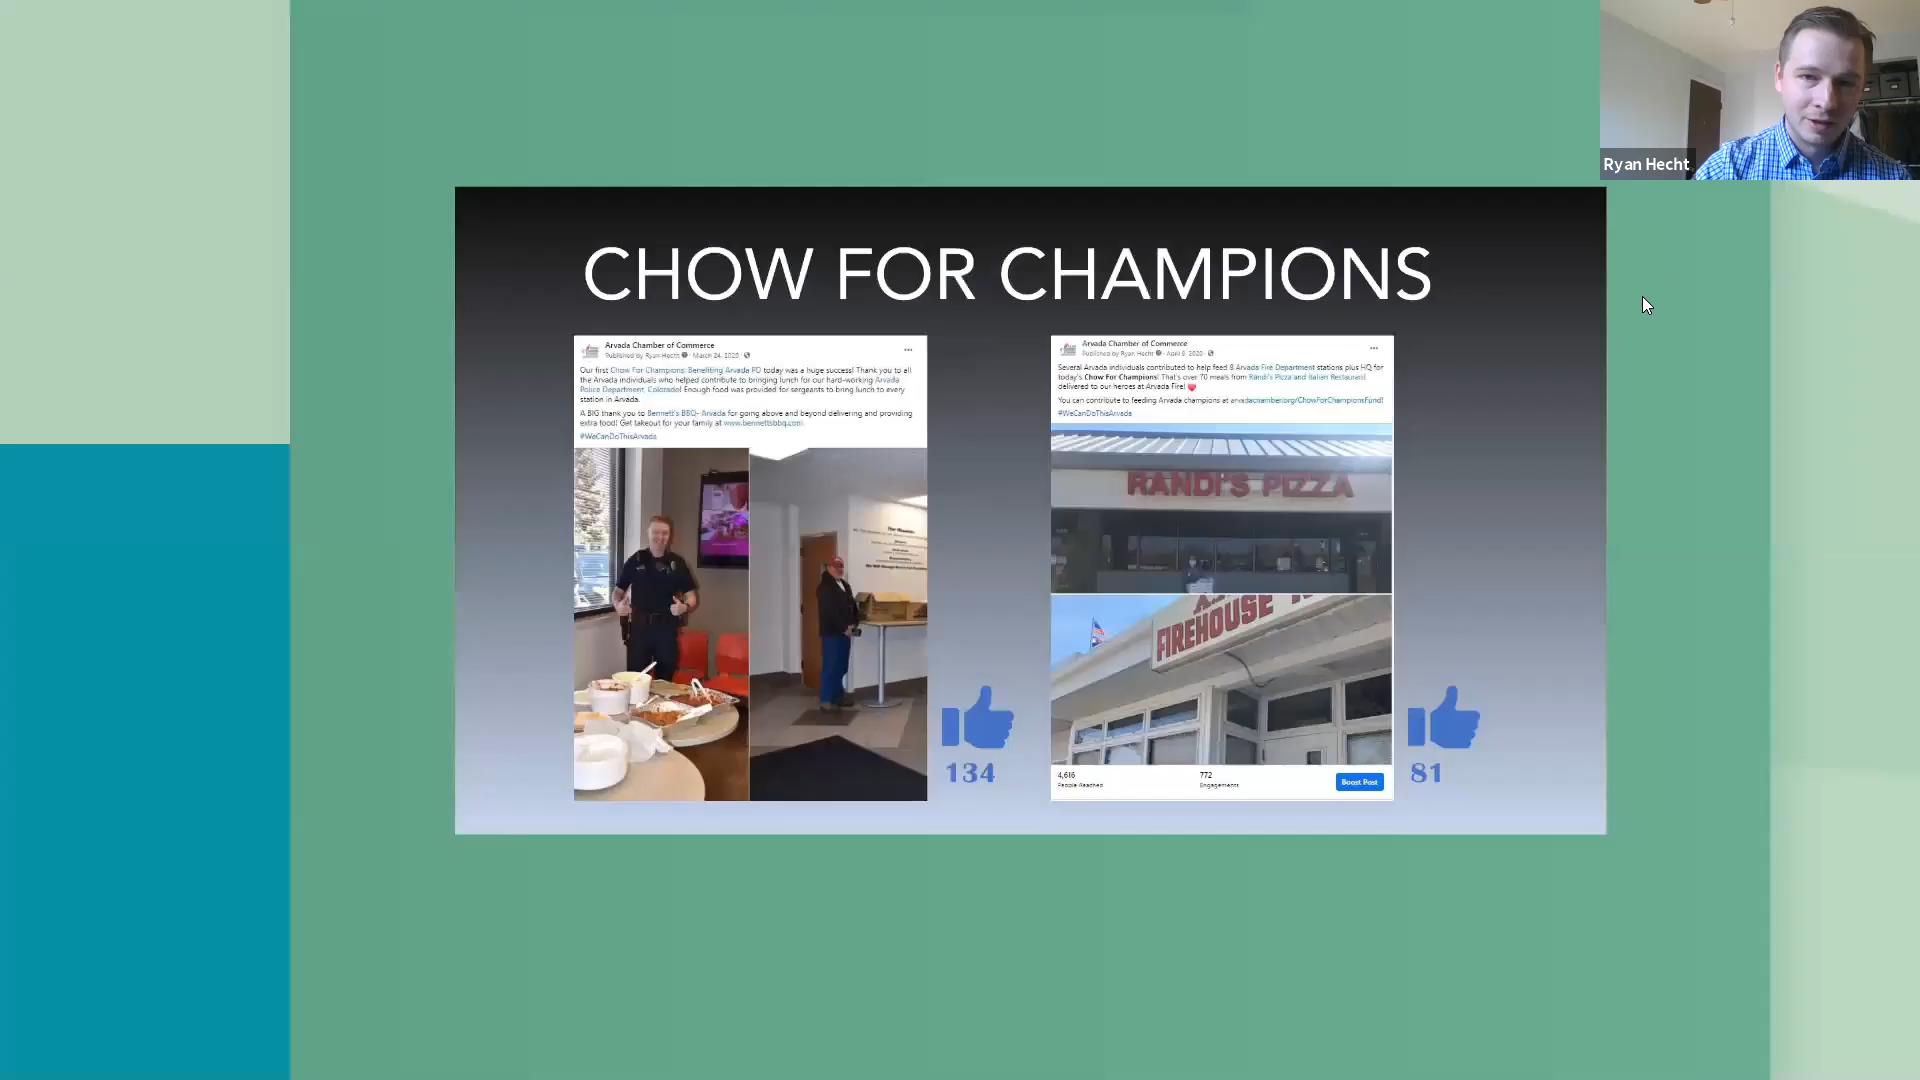 Ryan Hecht
CHOW FOR CHAMPIONS
Arvada Chamber of Commerce
Published by Ryan Hecht · March 24, 2020 ·
Our first Chow For Champions: Benefiting Arvada PD today was a huge success! Thank you to all
the Arvada individuals who helped contribute to bringing lunch for our hard-working Arvada
Police Department, Colorado! Enough food was provided for sergeants to bring lunch to every
station in Arvada.
A BIG thank you to Bennett's BBQ- Arvada for going above and beyond delivering and providing
extra food! Get takeout for your family at www.bennettsbbq.com
#WeCanDoThisArvada
134
Arvada Chamber of Commerce
Published by Ryan Hecht · April 9, 2020 ·
Several Arvada individuals contributed to help feed 8 Arvada Fire Department stations plus HQ for
today's Chow For Champions! That's over 70 meals from Randi's Pizza and Italian Restaurant
delivered to our heroes at Arvada Fire!
You can contribute to feeding Arvada champions at arvadachamber.org/ChowForChampionsFund!
#WeCanDoThisArvada
RANDI'S PIZZA
FIREHOUSE
4,616
People Reached
772
Engagements
Boost Post
81